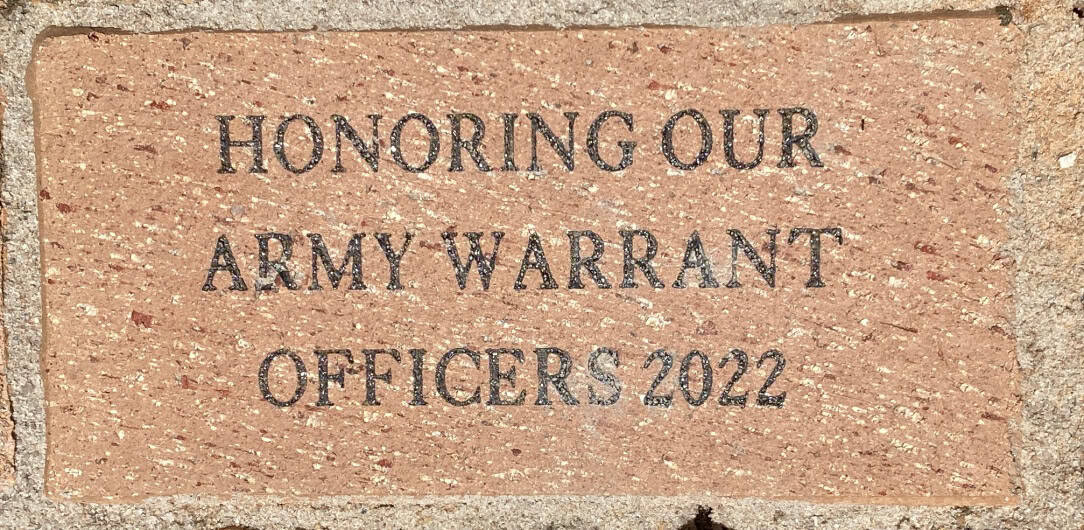 HONORING OUR
ARMY WARRANT
OFFICERS 2022